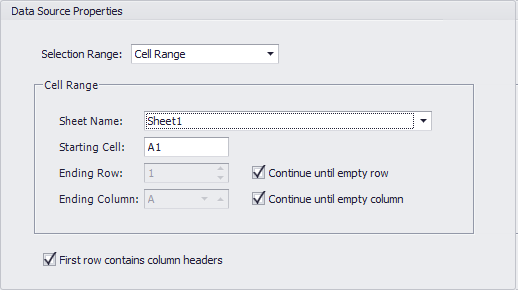 Data Source Properties
Selection Range: Cell Range
Cell Range
Sheet Name: Sheet1
Starting Cell: A1
Ending Row: 1 Continue until empty row
Ending Column: A Continue until empty column
First row contains column headers